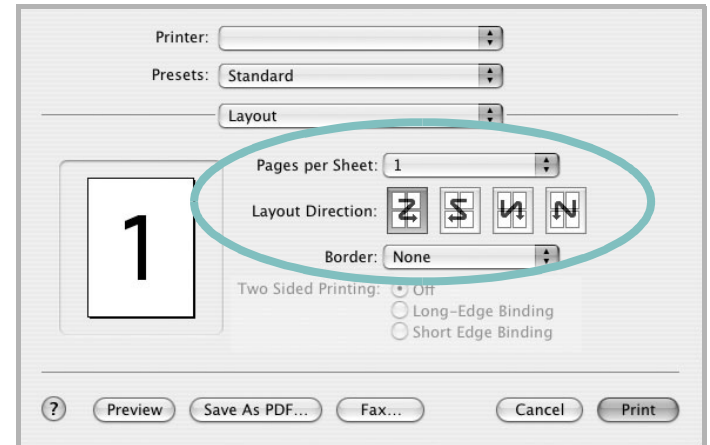 Printer:
Presets: Standard
Layout
Pages per Sheet: 1
Layout Direction:
1
Border: None
Two Sided Printing: Off
Long-Edge Binding
Short Edge Binding
? Preview Save As PDF... Fax... Cancel Print